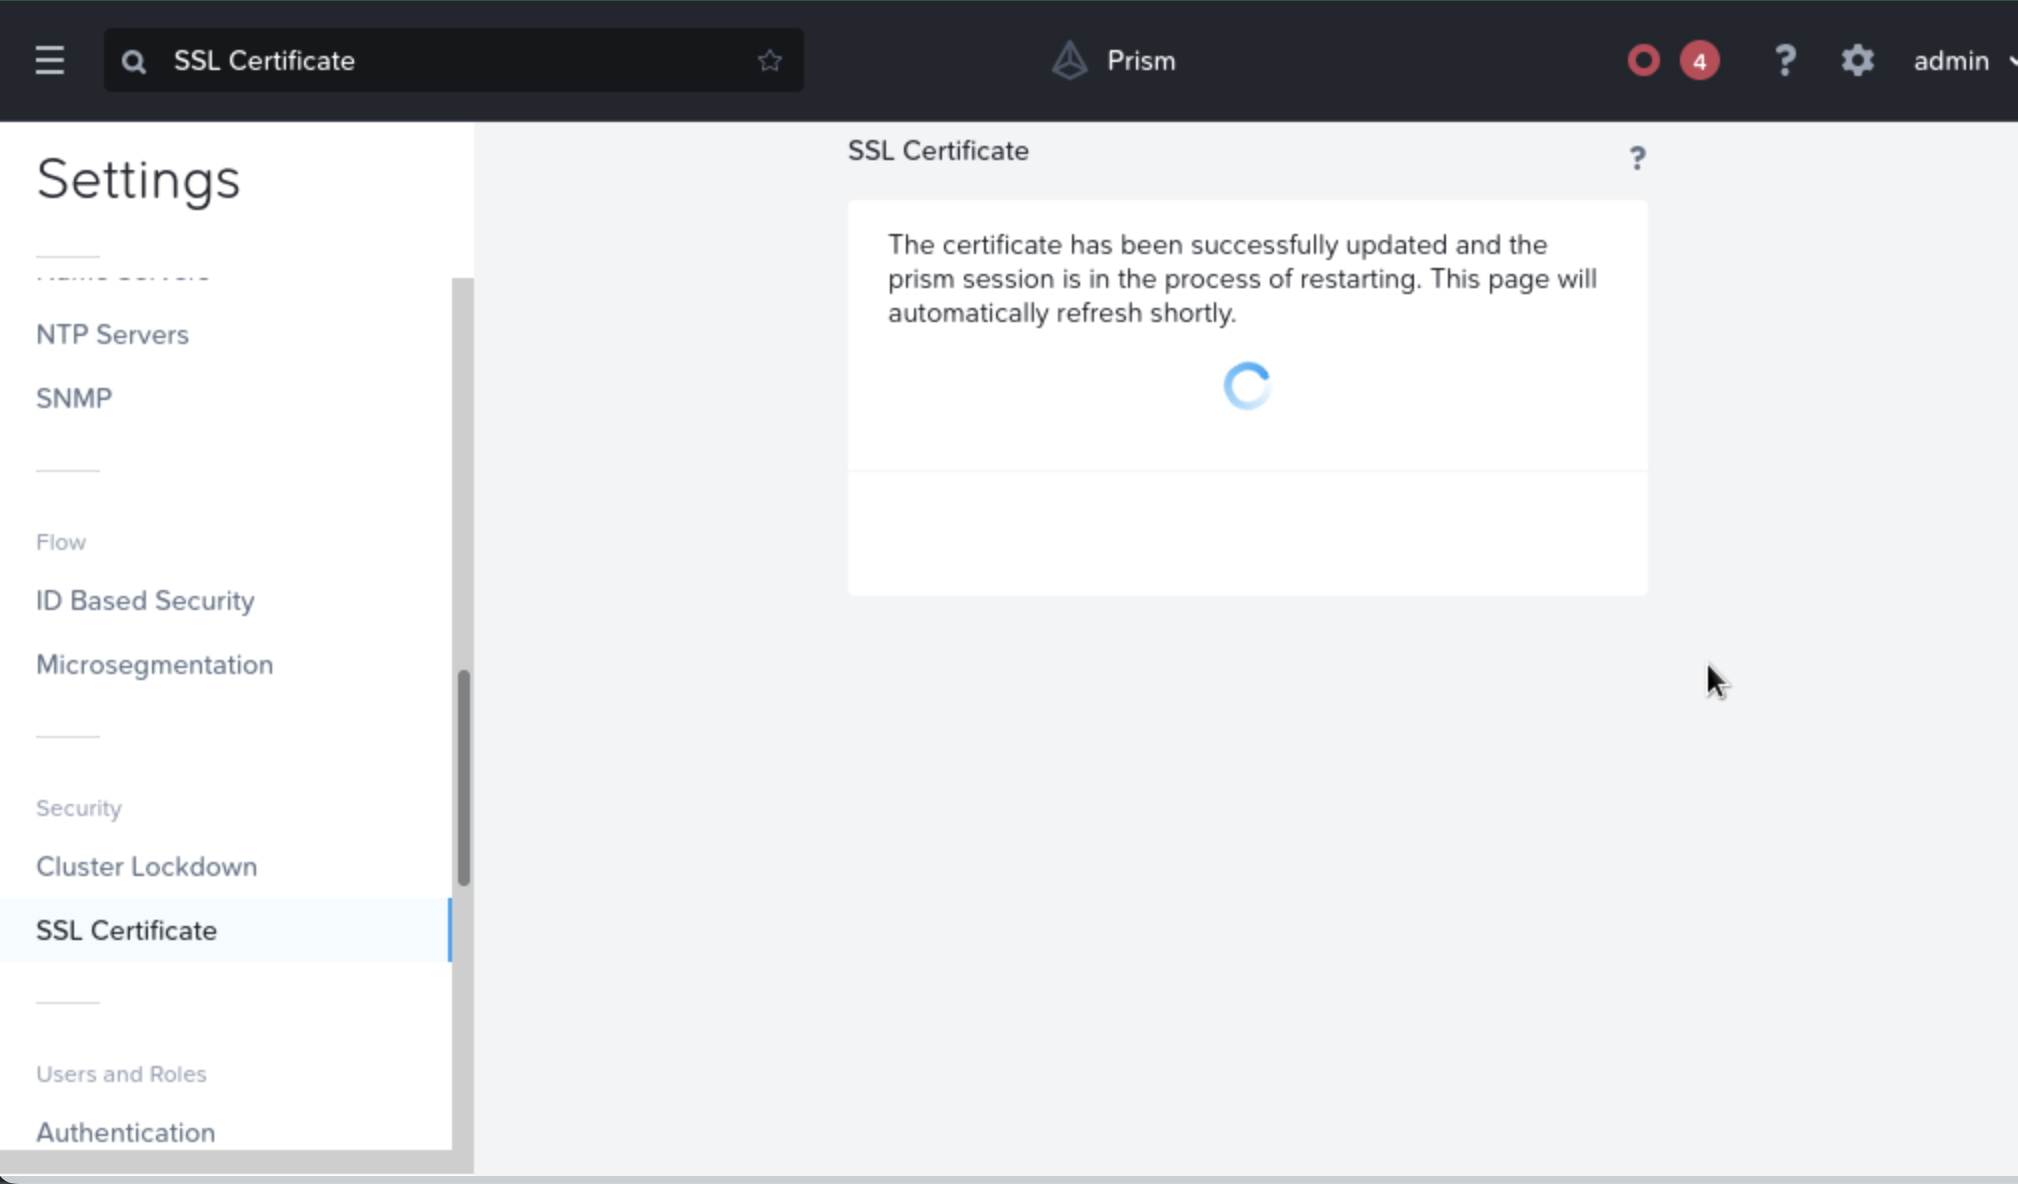 SSL Certificate
Prism
4
?
admin
Settings
NTP Servers
SNMP
Flow
ID Based Security
Microsegmentation
Security
Cluster Lockdown
SSL Certificate
Users and Roles
Authentication
SSL Certificate
?
The certificate has been successfully updated and the
prism session is in the process of restarting. This page will
automatically refresh shortly.